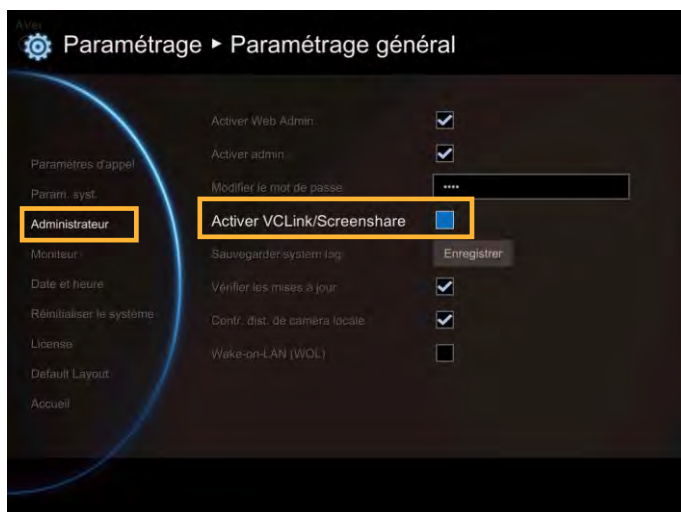 AVer
Paramétrage ► Paramétrage général
Activer Web Admin
Activer admin
Modifier le mot de passe ••••
Activer VCLink/Screenshare
Sauvegarder system log Enregistrer
Vérifier les mises à jour
Contr. dist. de caméra locale
Wake-on-LAN (WOL)
Paramètres d'appel
Param. syst.
Administrateur
Moniteur
Date et heure
Réinitialiser le système
License
Default Layout
Accueil